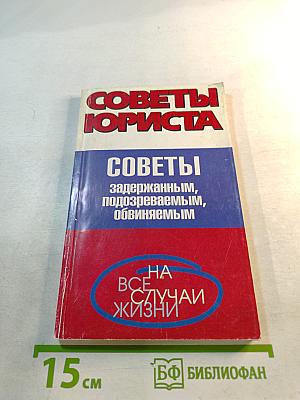 СОВЕТЫ
ЮРИСТА
СОВЕТЫ
задержанным,
подозреваемым,
обвиняемым
НА
ВСЕ
СЛУЧАИ
ЖИЗНИ
15 см
БФ БИБЛИОФАН